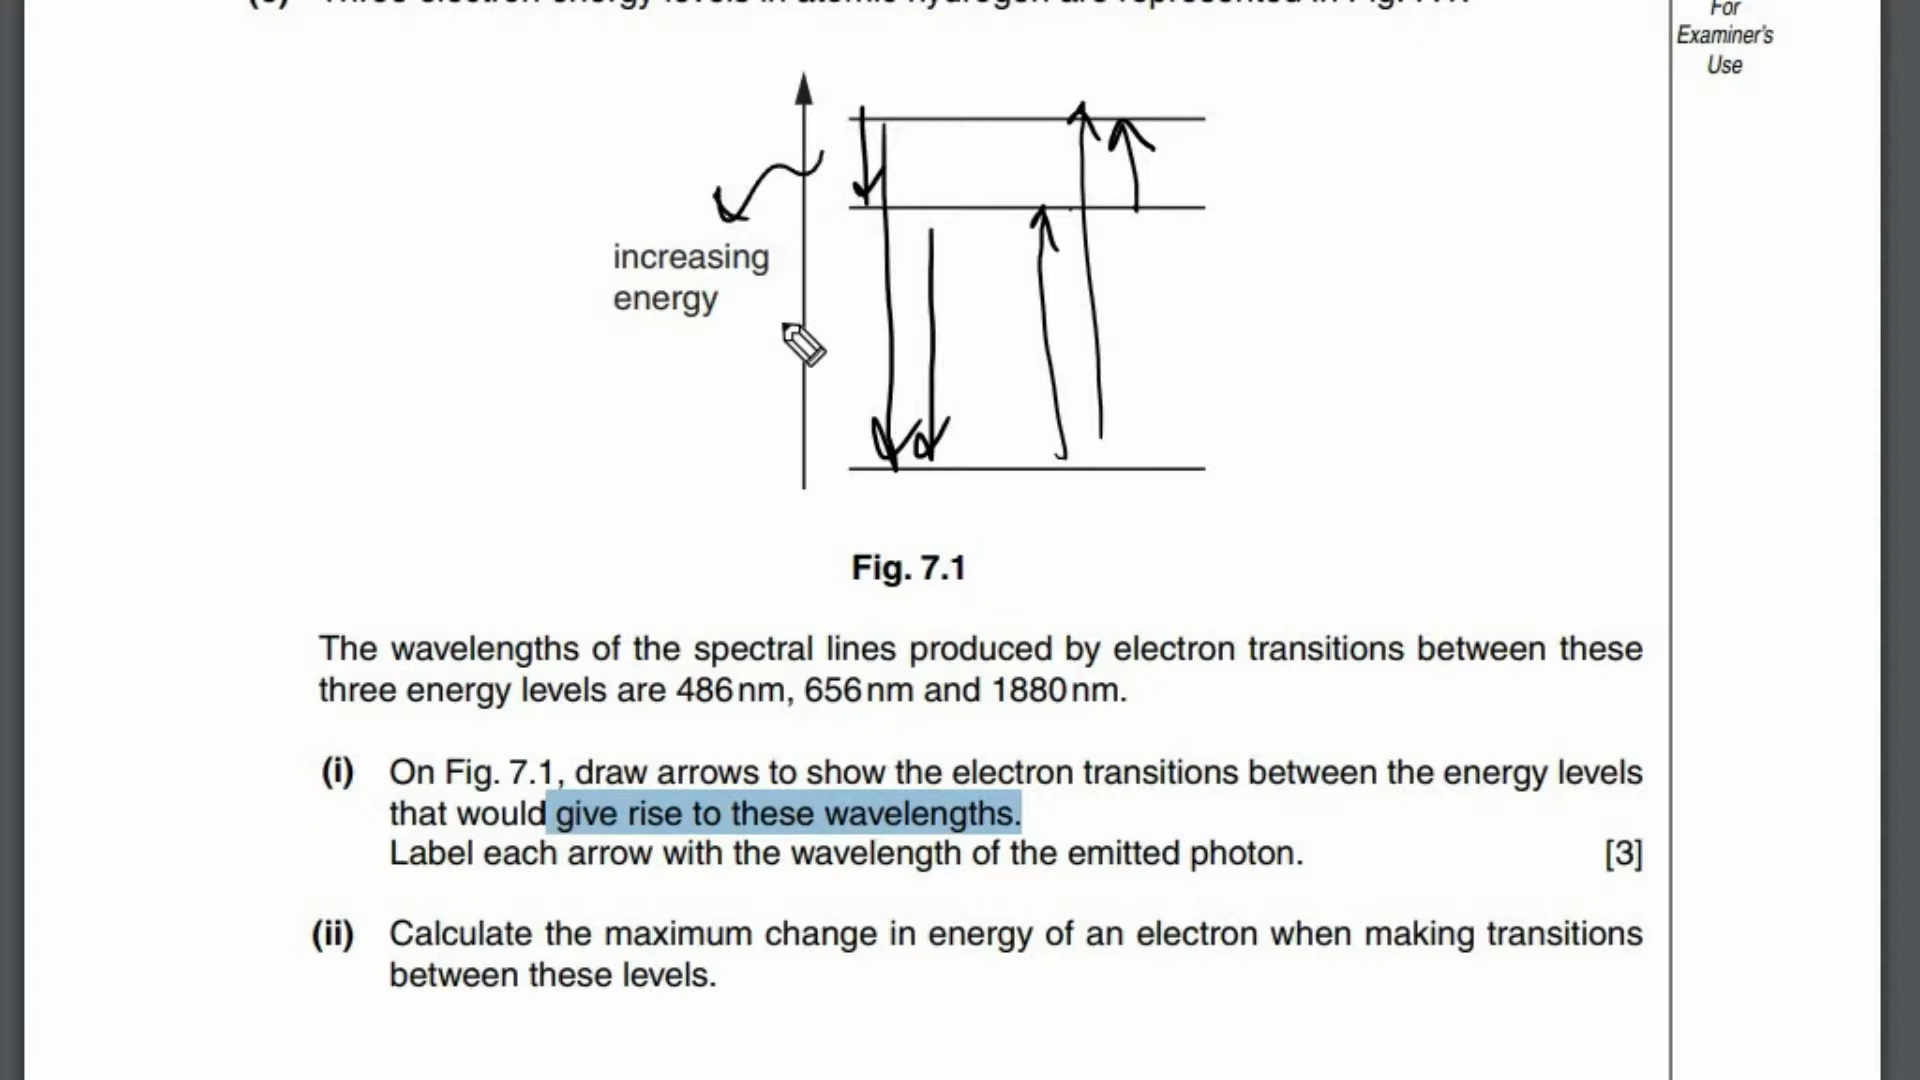 For
Examiner's
Use
increasing
energy
Fig. 7.1
The wavelengths of the spectral lines produced by electron transitions between these
three energy levels are 486 nm, 656 nm and 1880 nm.
(i) On Fig. 7.1, draw arrows to show the electron transitions between the energy levels
that would give rise to these wavelengths.
Label each arrow with the wavelength of the emitted photon. [3]
(ii) Calculate the maximum change in energy of an electron when making transitions
between these levels.